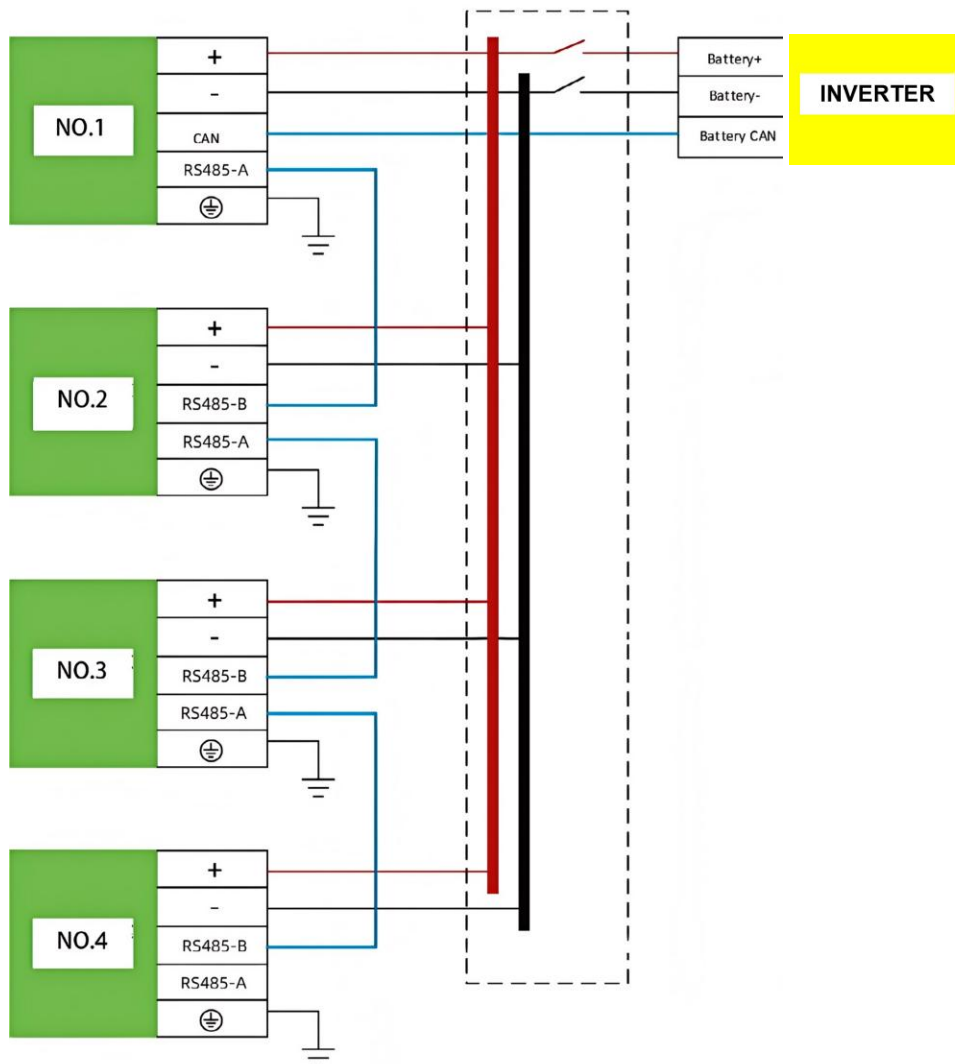 +
Battery+
-
Battery-
INVERTER
NO.1
CAN
Battery CAN
RS485-A
+
-
NO.2
RS485-B
RS485-A
+
-
NO.3
RS485-B
RS485-A
+
-
NO.4
RS485-B
RS485-A